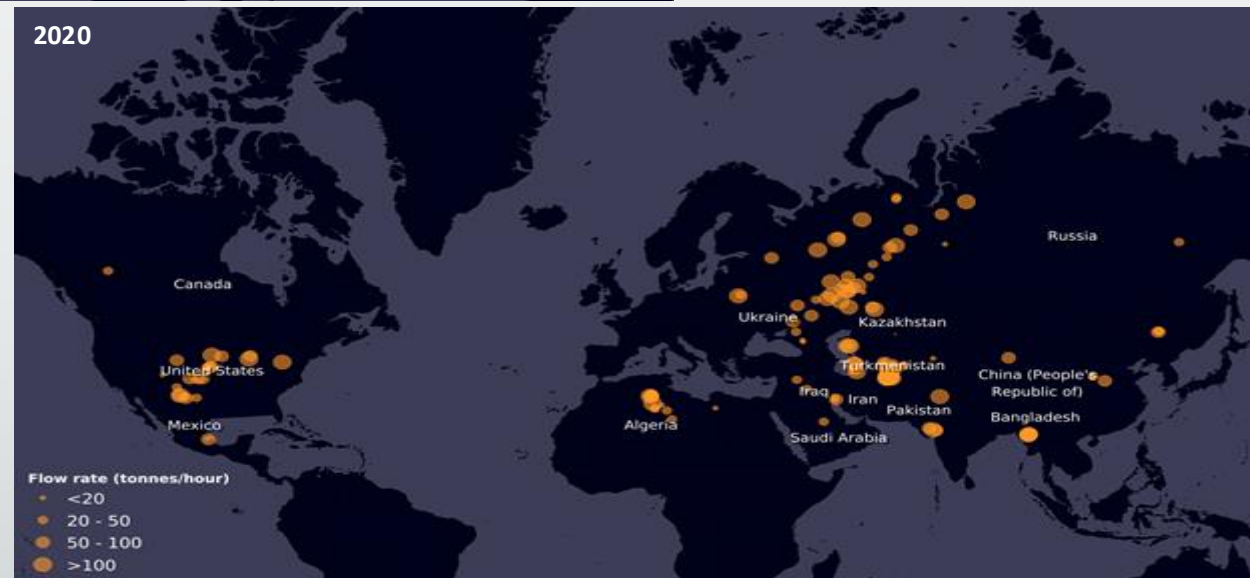 2020
Russia
Canada
Ukraine
Kazakhstan
United States
Turkmenistan
China (People's
Republic of)
Iraq
Iran
Pakistan
Bangladesh
Mexico
Algeria
Saudi Arabia
Flow rate (tonnes/hour)
<20
20 - 50
50 - 100
>100